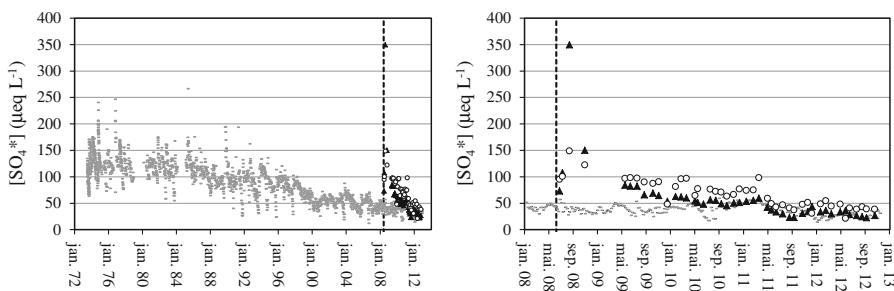 [SO4*] (µeq L-1)
400
350
300
250
200
150
100
50
0
jan. 72
jan. 76
jan. 80
jan. 84
jan. 88
jan. 92
jan. 96
jan. 00
jan. 04
jan. 08
jan. 12
[SO4*] (µeq L-1)
400
350
300
250
200
150
100
50
0
jan. 08
mai. 08
sep. 08
jan. 09
mai. 09
sep. 09
jan. 10
mai. 10
sep. 10
jan. 11
mai. 11
sep. 11
jan. 12
mai. 12
sep. 12
jan. 13